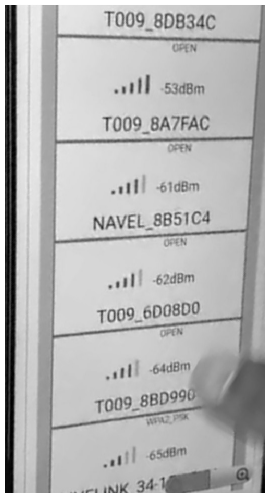 T009_8DB34C
OPEN
-53dBm
T009_8A7FAC
OPEN
-61dBm
NAVEL_8B51C4
OPEN
-62dBm
T009_6D08D0
OPEN
-64dBm
T009_8BD990
WPA2_PSK
-65dBm